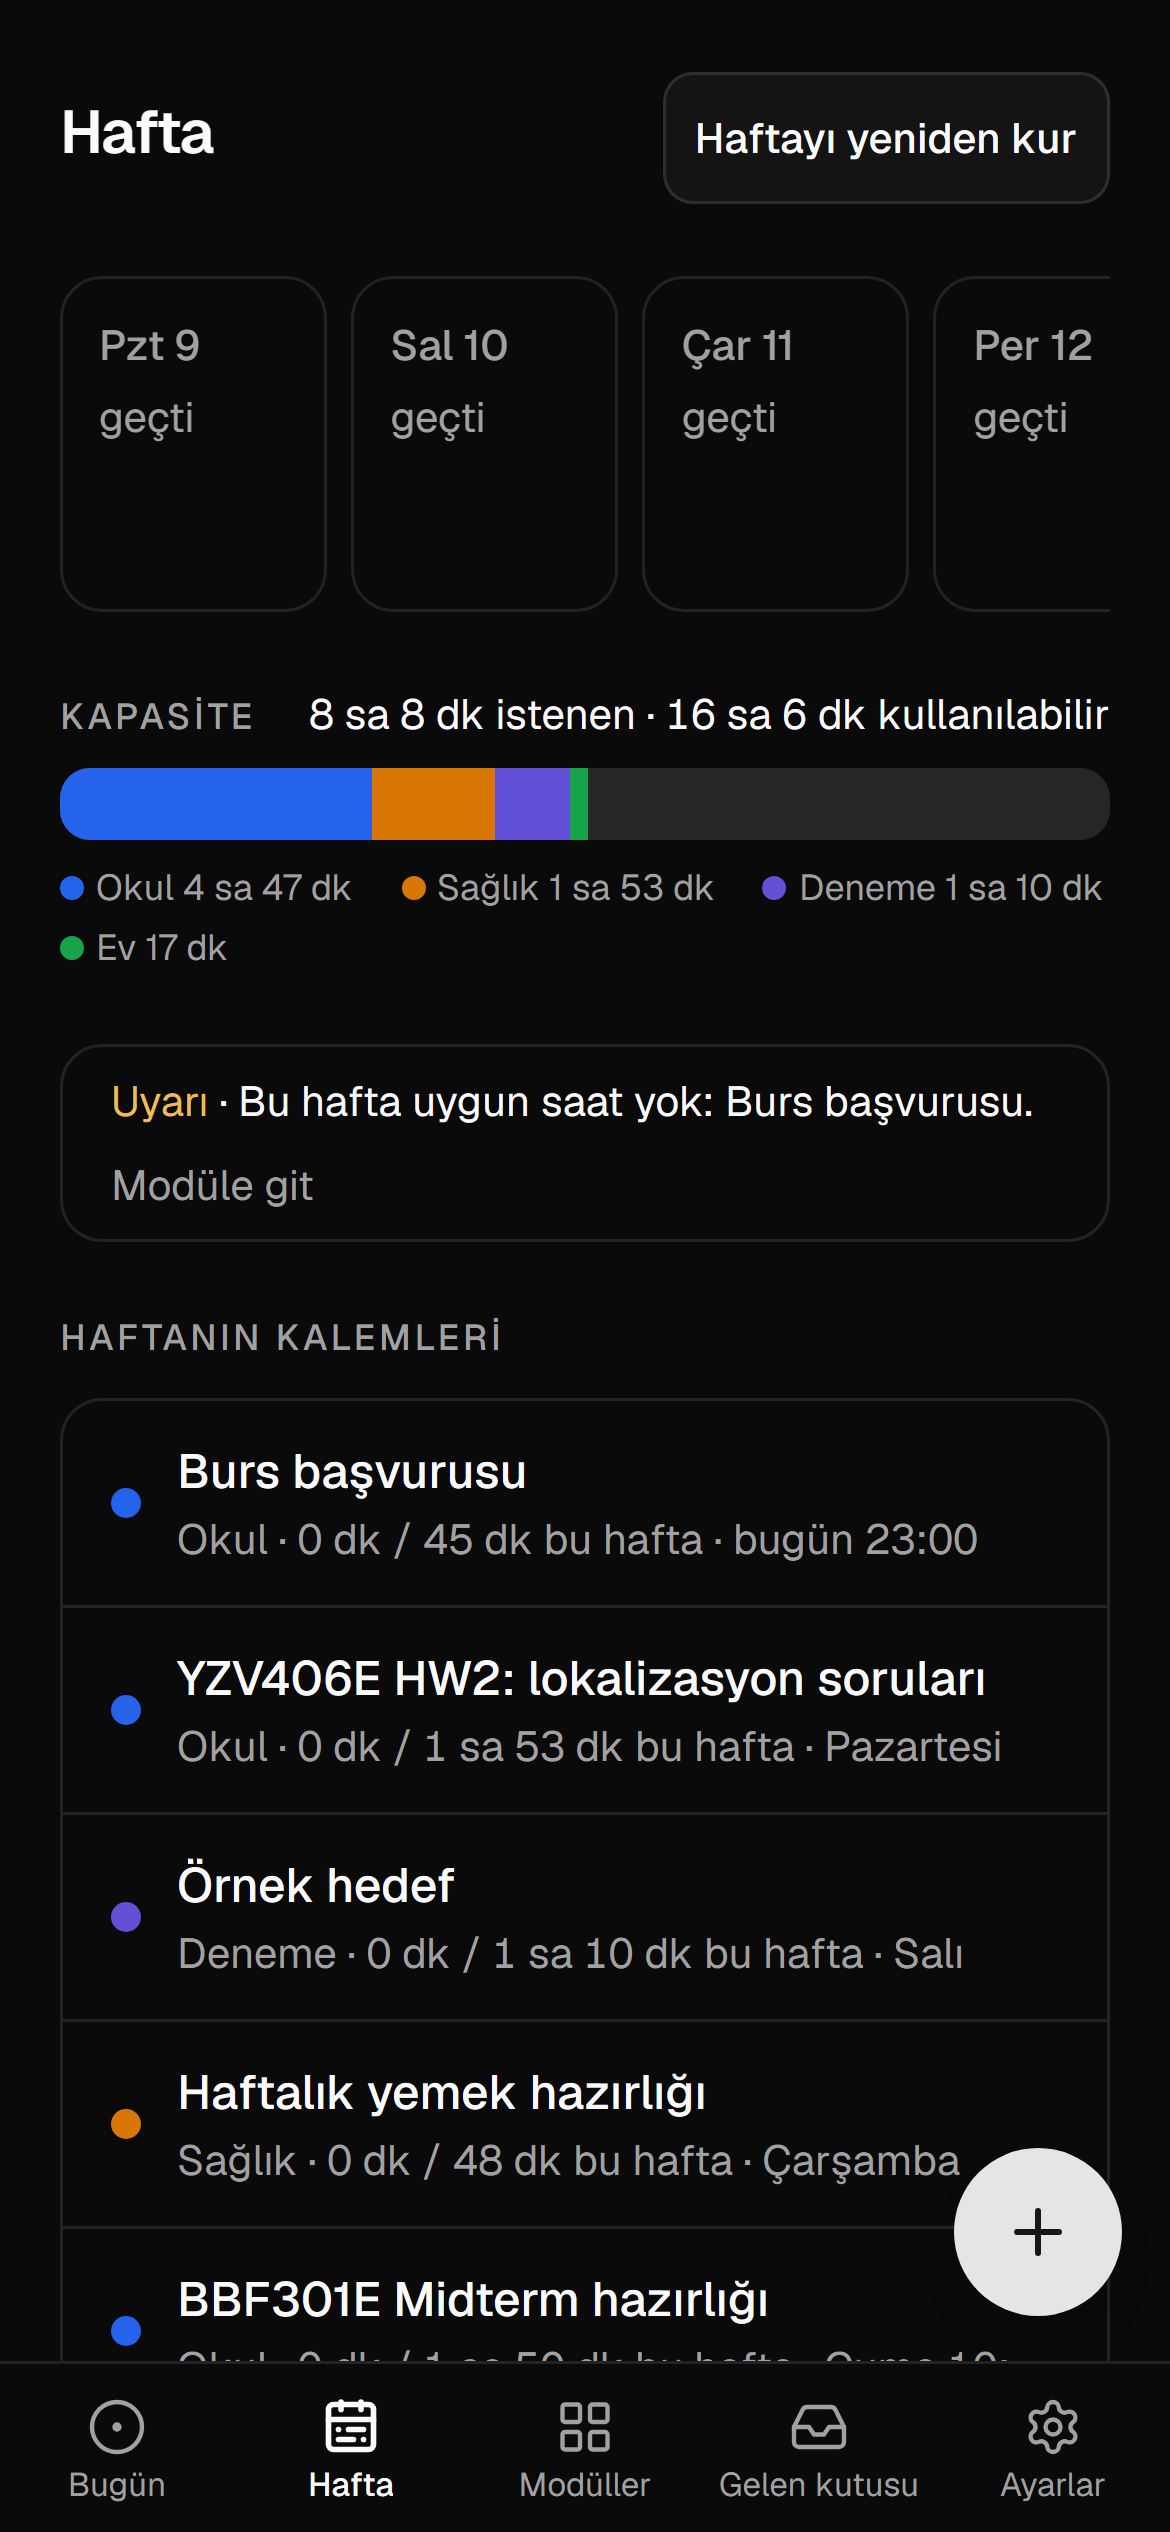 Hafta
Haftayı yeniden kur
Pzt 9
geçti
Sal 10
geçti
Çar 11
geçti
Per 12
geçti
KAPASİTE
8 sa 8 dk istenen · 16 sa 6 dk kullanılabilir
Okul 4 sa 47 dk
Sağlık 1 sa 53 dk
Deneme 1 sa 10 dk
Ev 17 dk
Uyarı · Bu hafta uygun saat yok: Burs başvurusu.
Modüle git
HAFTANIN KALEMLERİ
Burs başvurusu
Okul · 0 dk / 45 dk bu hafta · bugün 23:00
YZV406E HW2: lokalizasyon soruları
Okul · 0 dk / 1 sa 53 dk bu hafta · Pazartesi
Örnek hedef
Deneme · 0 dk / 1 sa 10 dk bu hafta · Salı
Haftalık yemek hazırlığı
Sağlık · 0 dk / 48 dk bu hafta · Çarşamba
BBF301E Midterm hazırlığı
Bugün
Hafta
Modüller
Gelen kutusu
Ayarlar